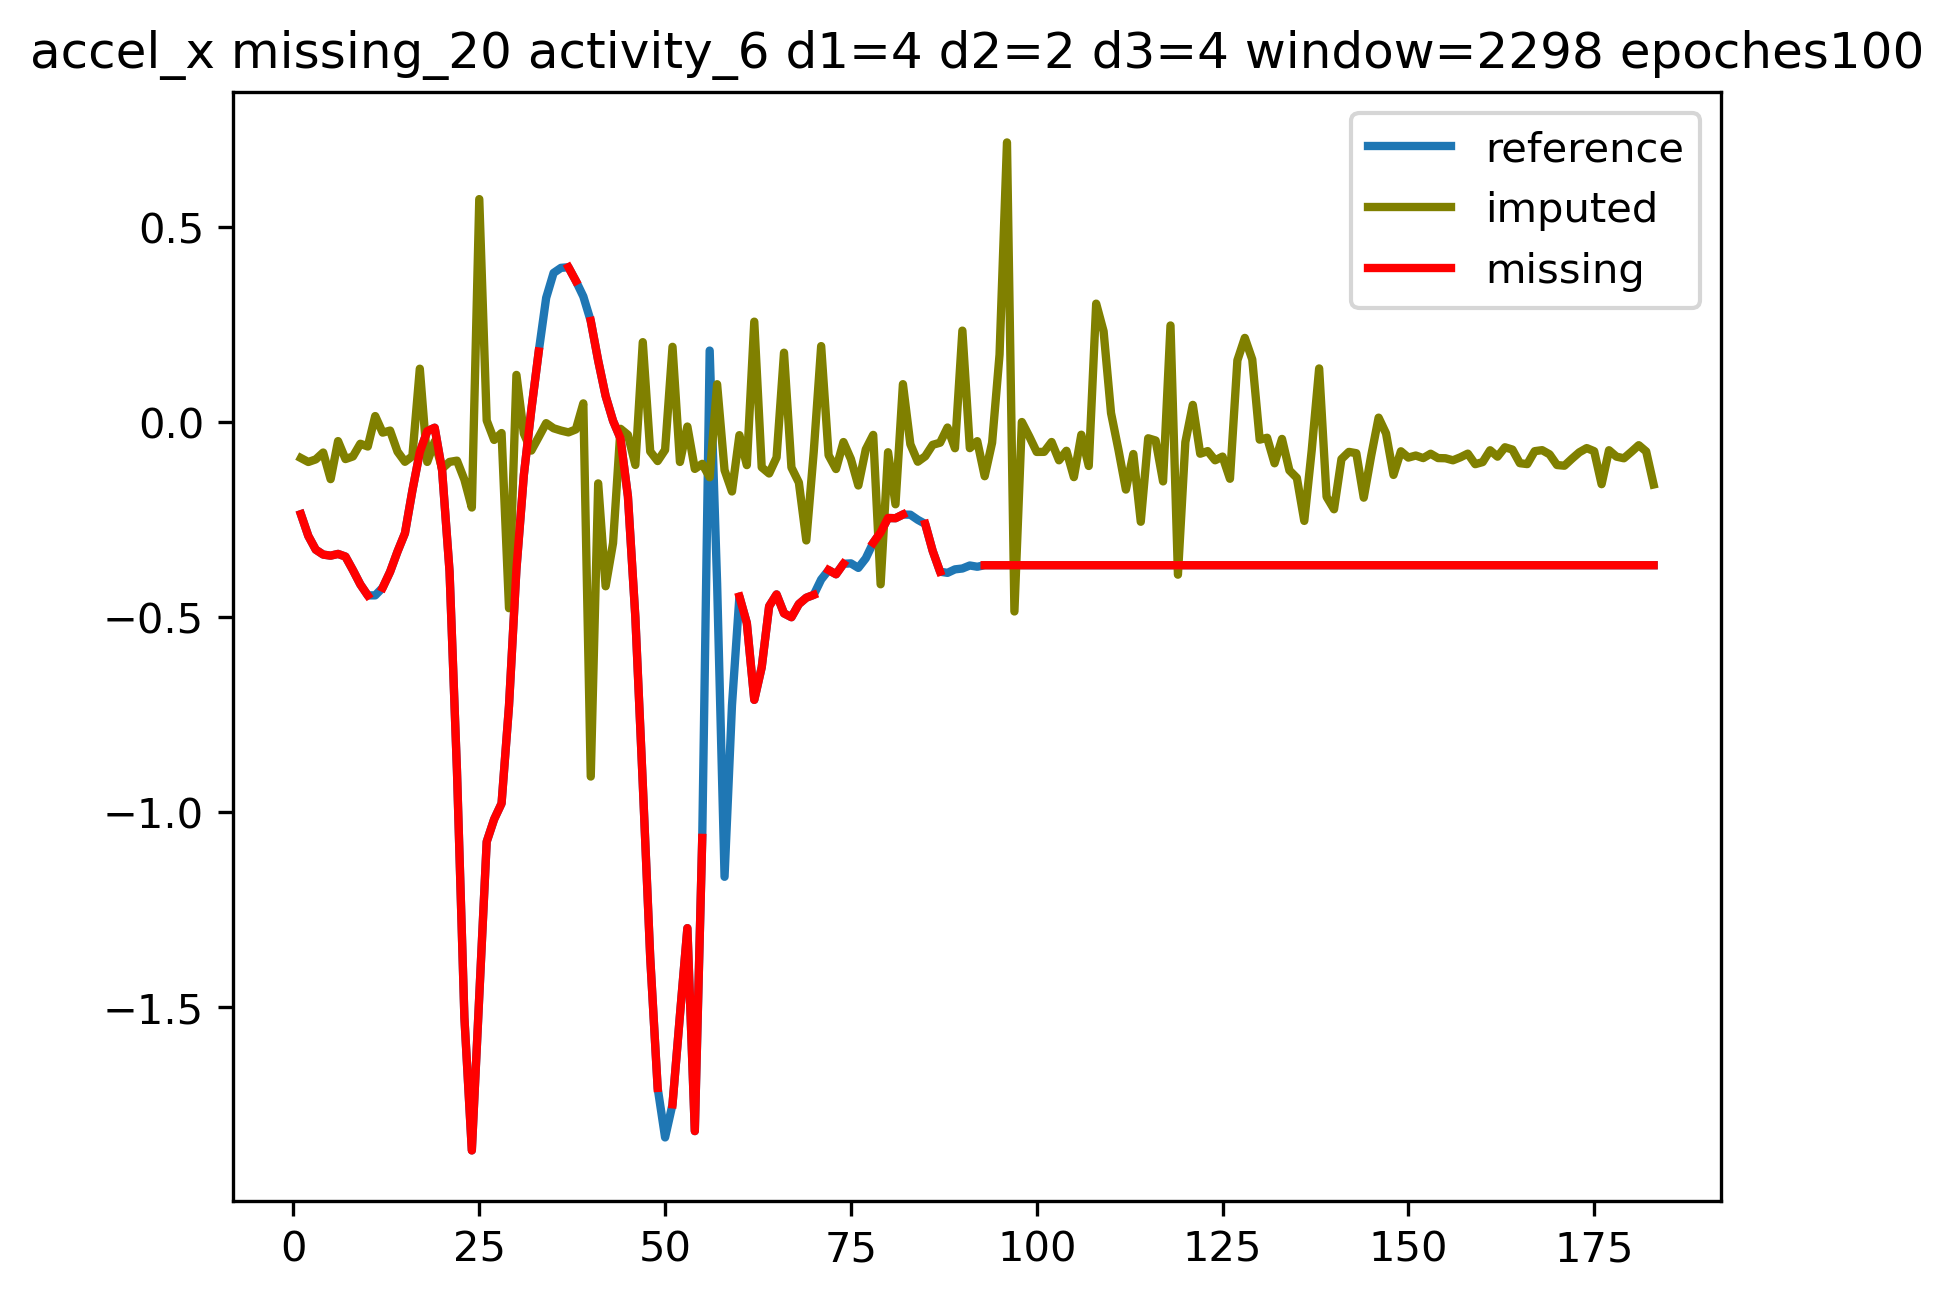 accel_x missing_20 activity_6 d1=4 d2=2 d3=4 window=2298 epoches100
reference
imputed
missing
0.5
0.0
−0.5
−1.0
−1.5
0 25 50 75 100 125 150 175